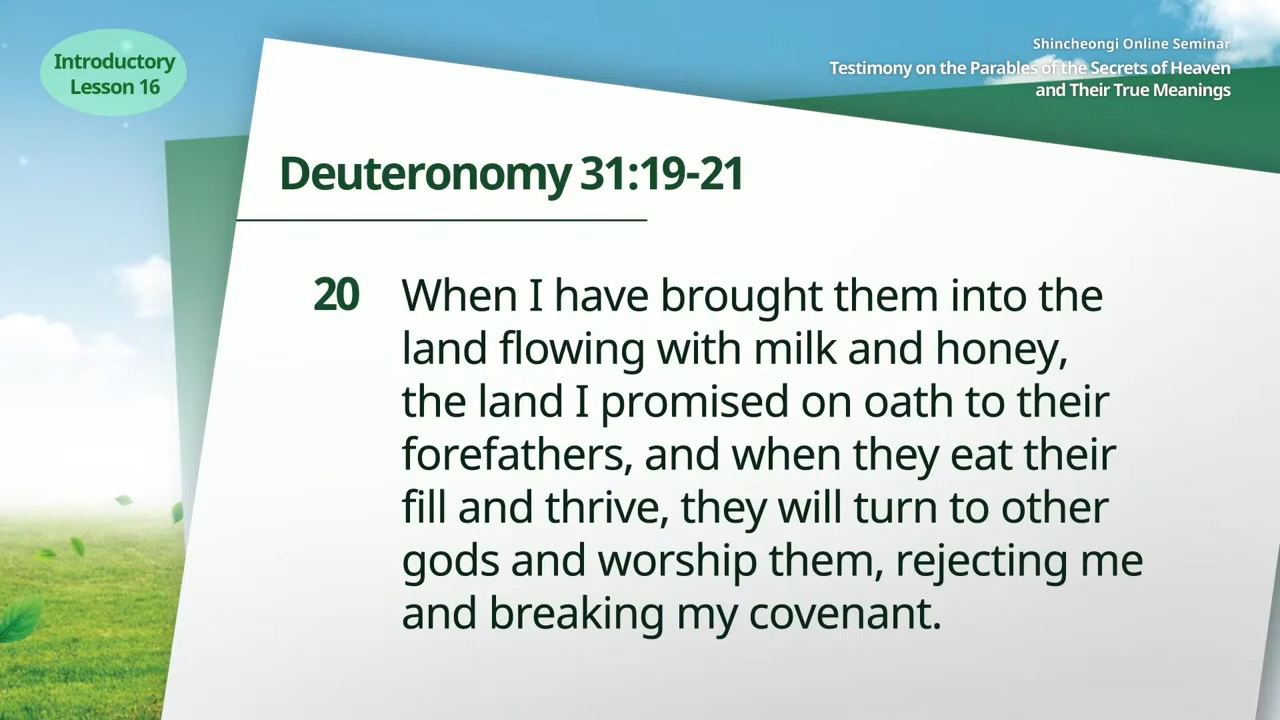 Introductory
Lesson 16
Shincheongi Online Seminar
Testimony on the Parables of the Secrets of Heaven
and Their True Meanings
Deuteronomy 31:19-21
20 When I have brought them into the
land flowing with milk and honey,
the land I promised on oath to their
forefathers, and when they eat their
fill and thrive, they will turn to other
gods and worship them, rejecting me
and breaking my covenant.